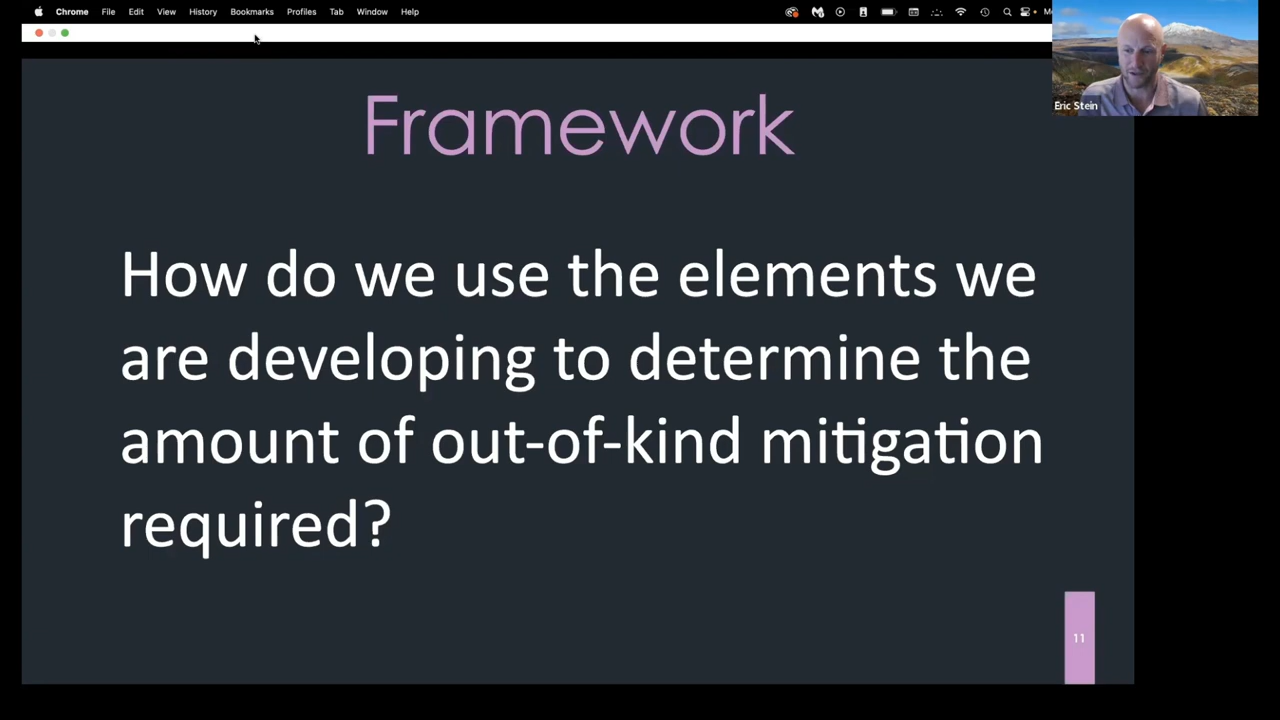 Chrome File Edit View History Bookmarks Profiles Tab Window Help
Eric Stein
Framework
How do we use the elements we
are developing to determine the
amount of out-of-kind mitigation
required?
11